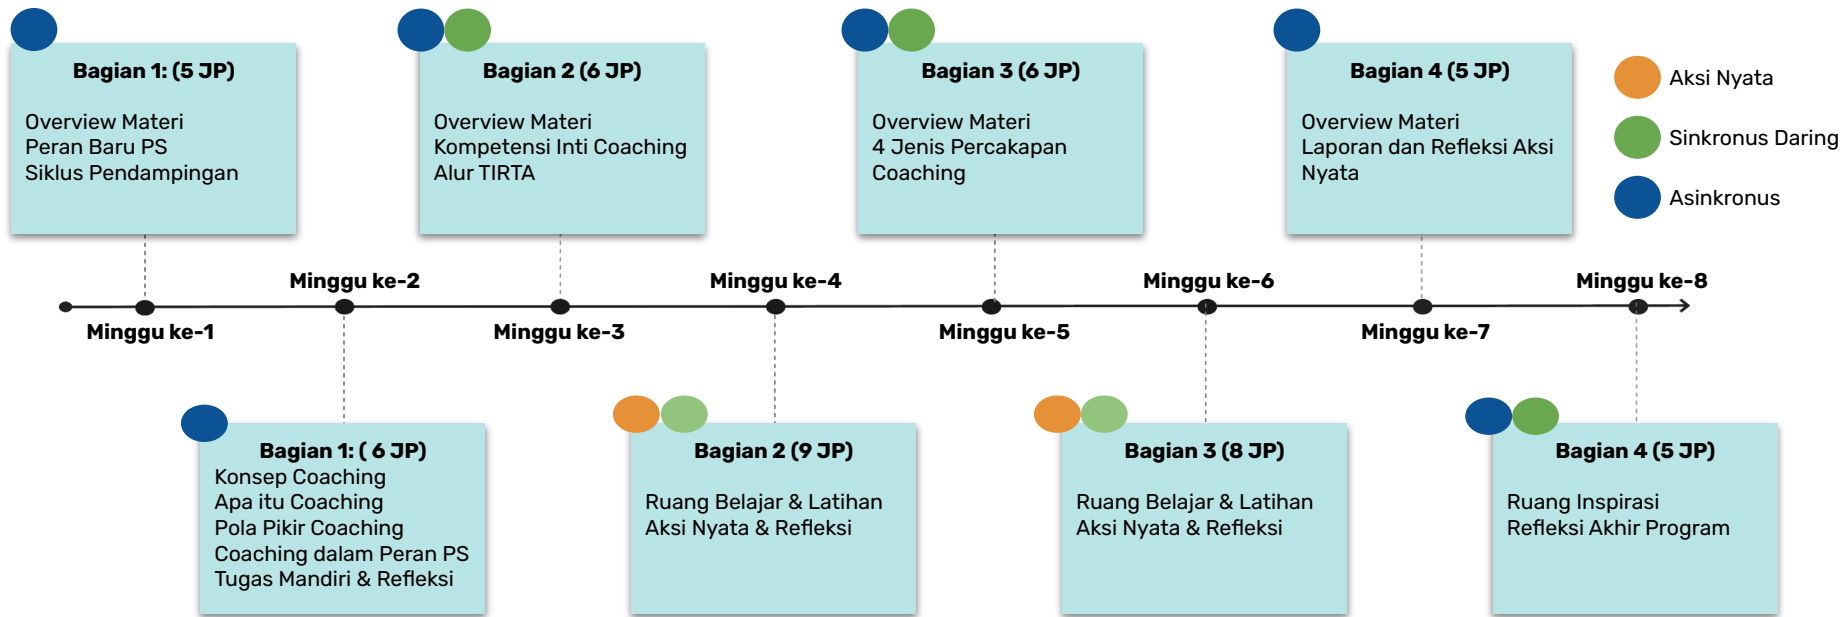 Bagian 1: (5 JP)
Overview Materi
Peran Baru PS
Siklus Pendampingan
Bagian 2 (6 JP)
Overview Materi
Kompetensi Inti Coaching
Alur TIRTA
Bagian 3 (6 JP)
Overview Materi
4 Jenis Percakapan
Coaching
Bagian 4 (5 JP)
Overview Materi
Laporan dan Refleksi Aksi
Nyata
Aksi Nyata
Sinkronus Daring
Asinkronus
Minggu ke-1
Minggu ke-2
Minggu ke-3
Minggu ke-4
Minggu ke-5
Minggu ke-6
Minggu ke-7
Minggu ke-8
Bagian 1: ( 6 JP)
Konsep Coaching
Apa itu Coaching
Pola Pikir Coaching
Coaching dalam Peran PS
Tugas Mandiri & Refleksi
Bagian 2 (9 JP)
Ruang Belajar & Latihan
Aksi Nyata & Refleksi
Bagian 3 (8 JP)
Ruang Belajar & Latihan
Aksi Nyata & Refleksi
Bagian 4 (5 JP)
Ruang Inspirasi
Refleksi Akhir Program